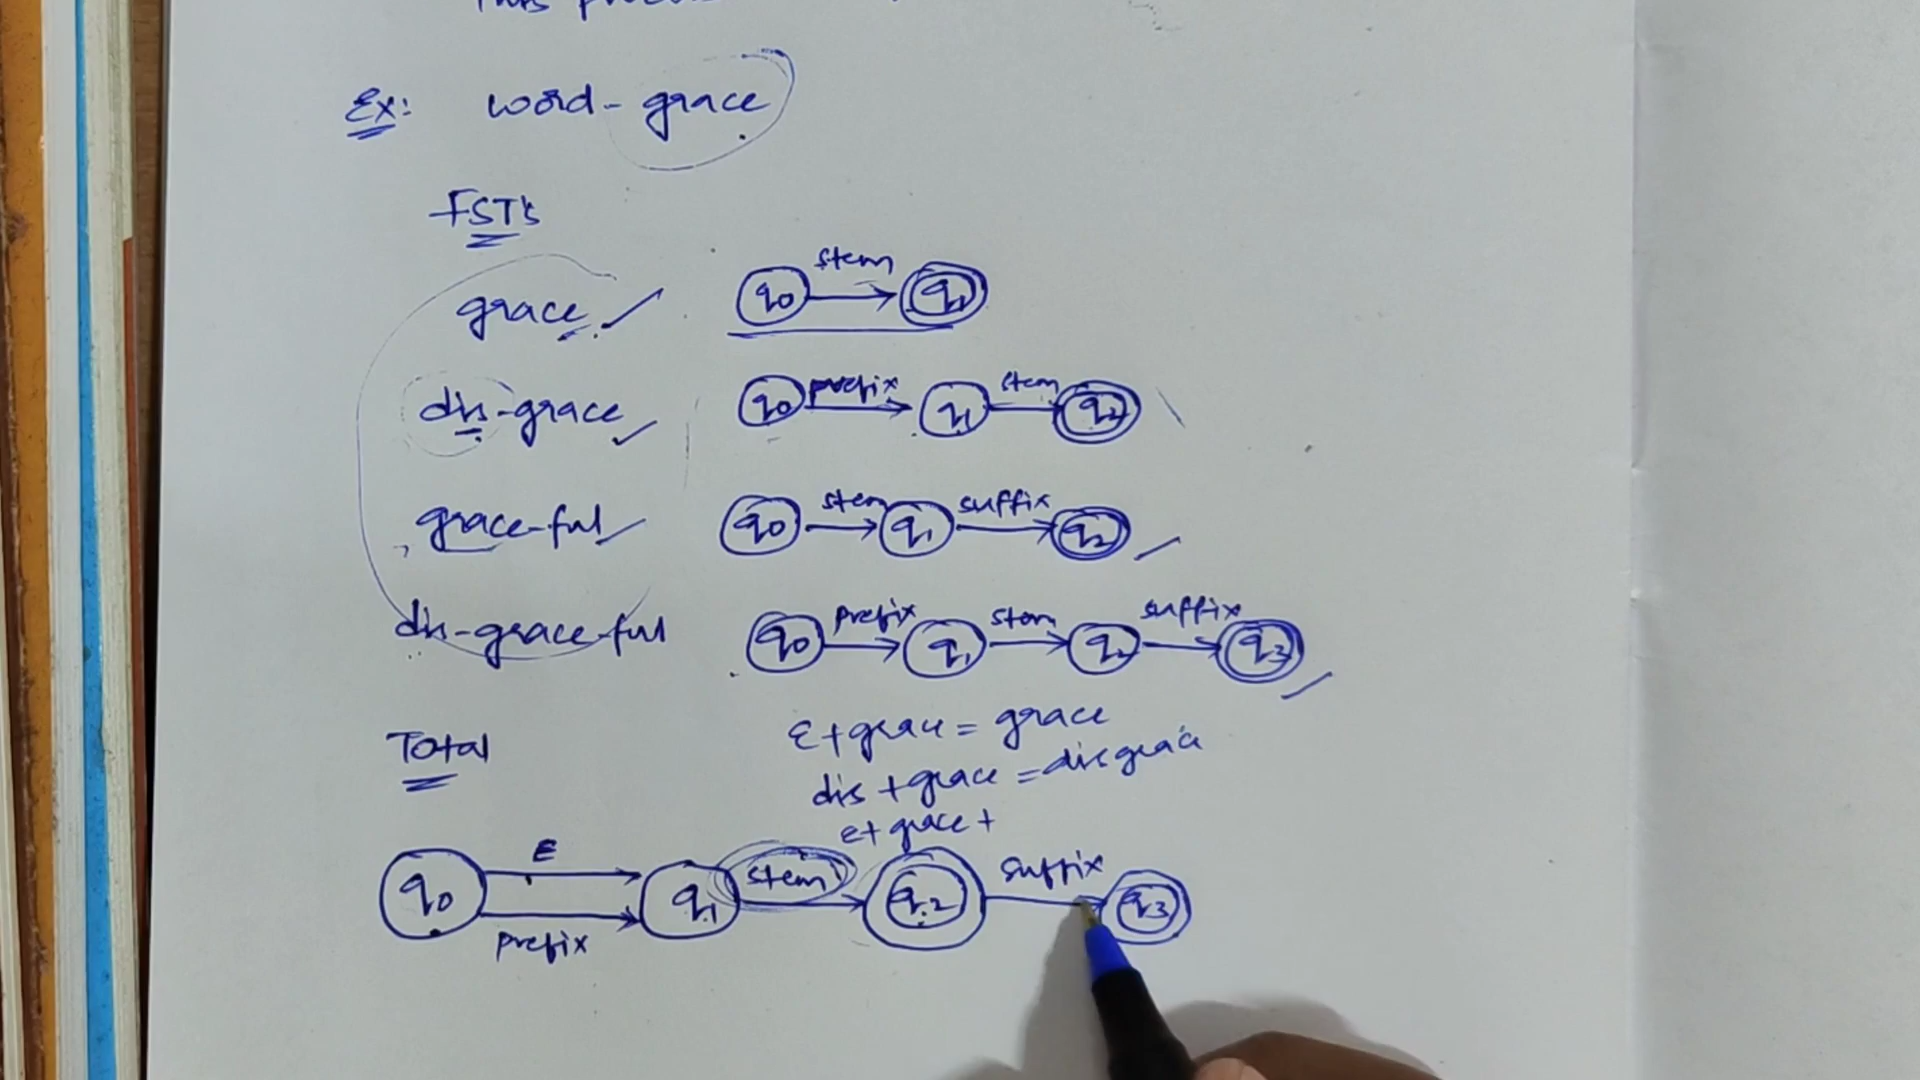 This
Ex: word - grace
FST's
stem
grace q0 q1
prefix stem
dis-grace q0 q1 q2
stem suffix
grace-ful q0 q1 q2
prefix stem suffix
dis-grace-ful q0 q1 q2 q3
ε+grace = grace
Total
dis +grace = disgrace
ε+ grace +
ε stem suffix
q0 q1 q2 q3
prefix